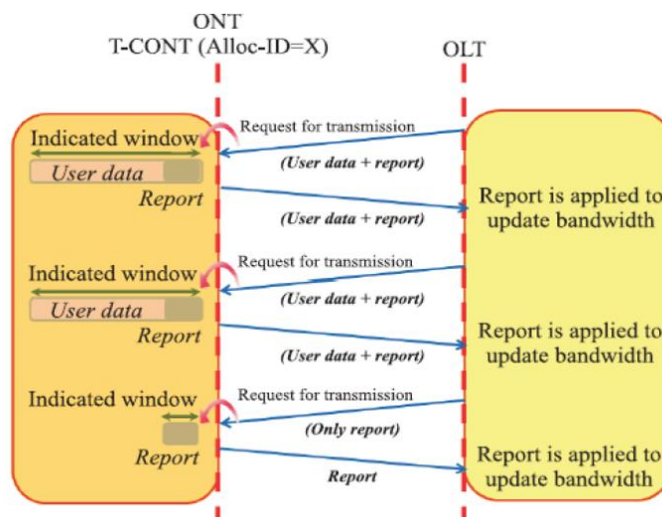 ONT
T-CONT (Alloc-ID=X)
OLT
Indicated window
Request for transmission
User data
(User data + report)
Report
(User data + report)
Report is applied to
update bandwidth
Indicated window
Request for transmission
User data
(User data + report)
Report
(User data + report)
Report is applied to
update bandwidth
Indicated window
Request for transmission
(Only report)
Report
Report
Report is applied to
update bandwidth